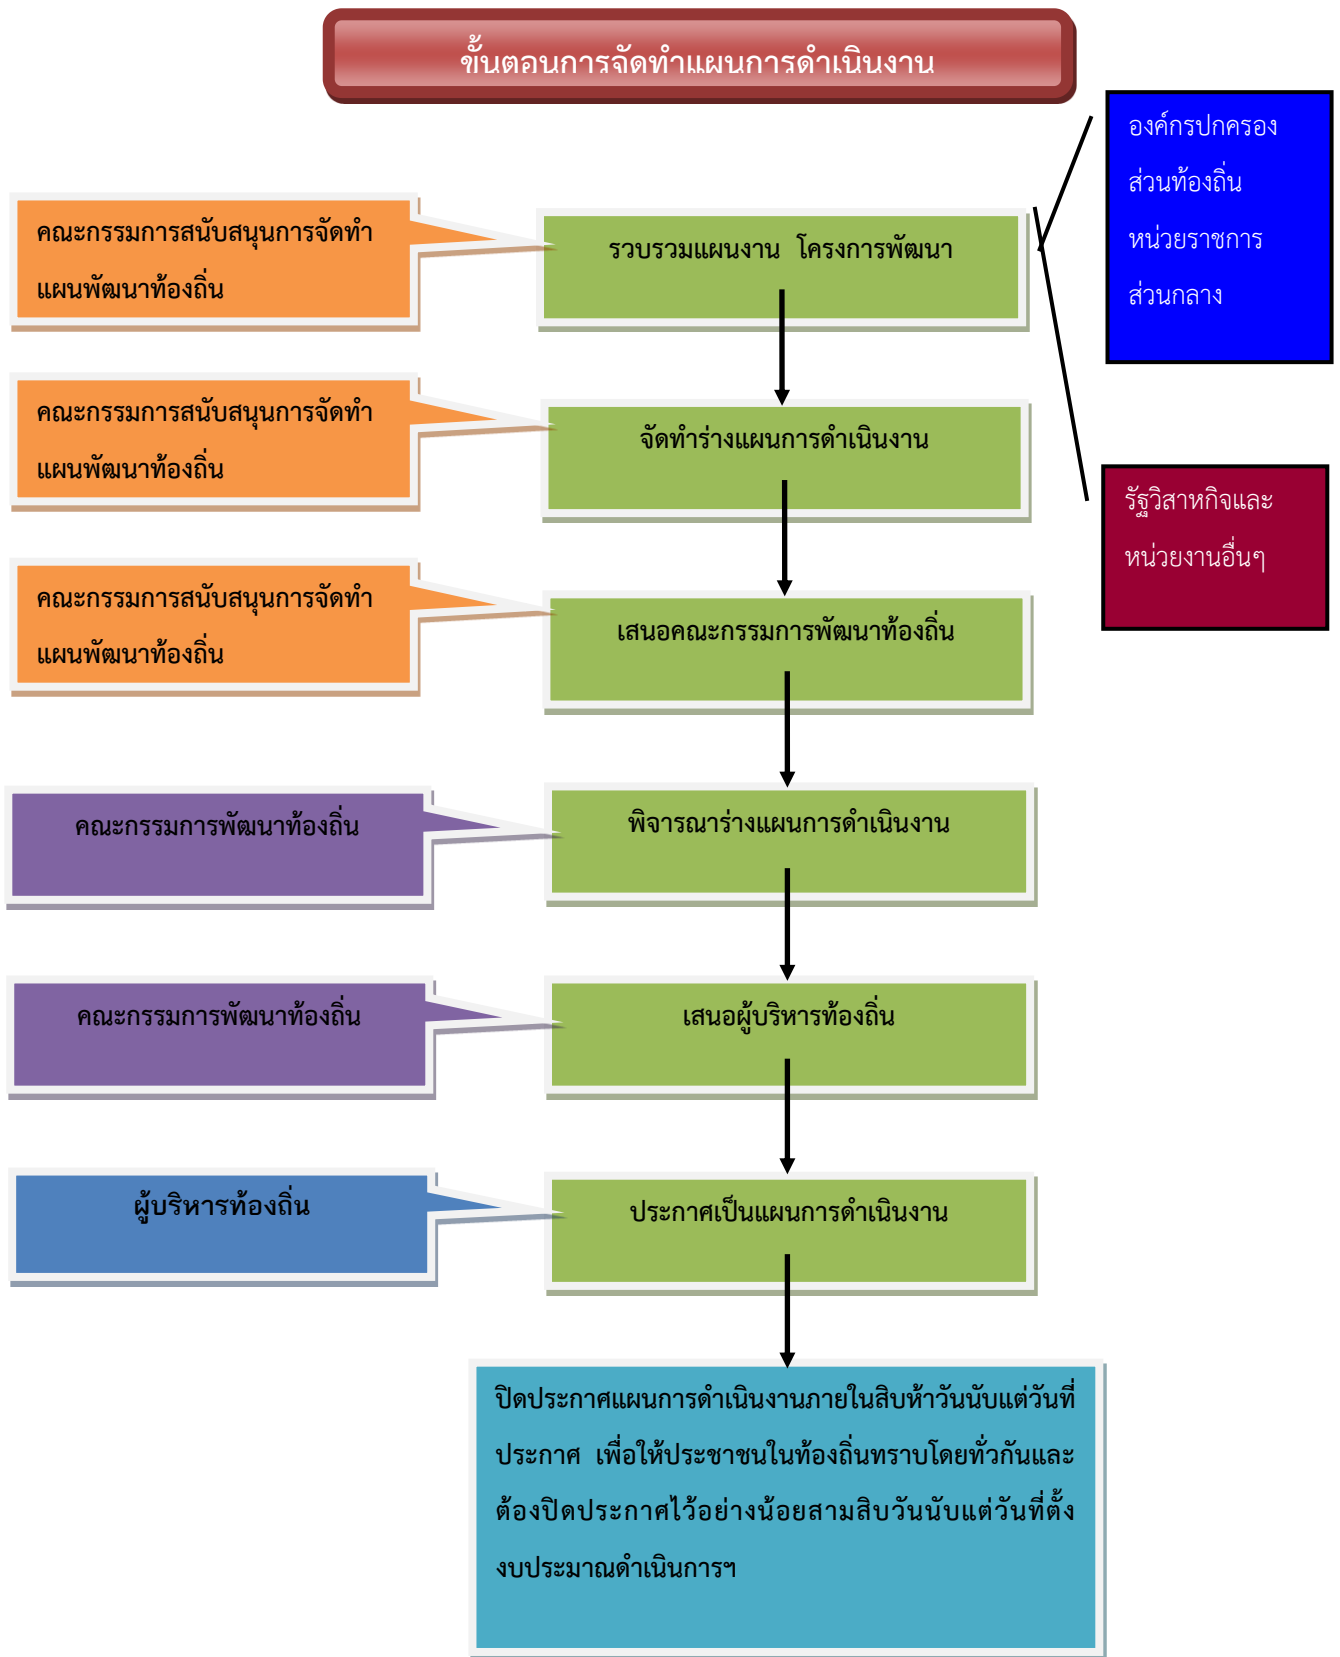 ขั้นตอนการจัดทำแผนการดำเนินงาน
องค์กรปกครอง
ส่วนท้องถิ่น
หน่วยราชการ
ส่วนกลาง
คณะกรรมการสนับสนุนการจัดทำ
แผนพัฒนาท้องถิ่น
รวบรวมแผนงาน โครงการพัฒนา
คณะกรรมการสนับสนุนการจัดทำ
แผนพัฒนาท้องถิ่น
จัดทำร่างแผนการดำเนินงาน
รัฐวิสาหกิจและ
หน่วยงานอื่นๆ
คณะกรรมการสนับสนุนการจัดทำ
แผนพัฒนาท้องถิ่น
เสนอคณะกรรมการพัฒนาท้องถิ่น
คณะกรรมการพัฒนาท้องถิ่น
พิจารณาร่างแผนการดำเนินงาน
คณะกรรมการพัฒนาท้องถิ่น
เสนอผู้บริหารท้องถิ่น
ผู้บริหารท้องถิ่น
ประกาศเป็นแผนการดำเนินงาน
ปิดประกาศแผนการดำเนินงานภายในสิบห้าวันนับแต่วันที่
ประกาศ เพื่อให้ประชาชนในท้องถิ่นทราบโดยทั่วกันและ
ต้องปิดประกาศไว้อย่างน้อยสามสิบวันนับแต่วันที่ตั้ง
งบประมาณดำเนินการฯ